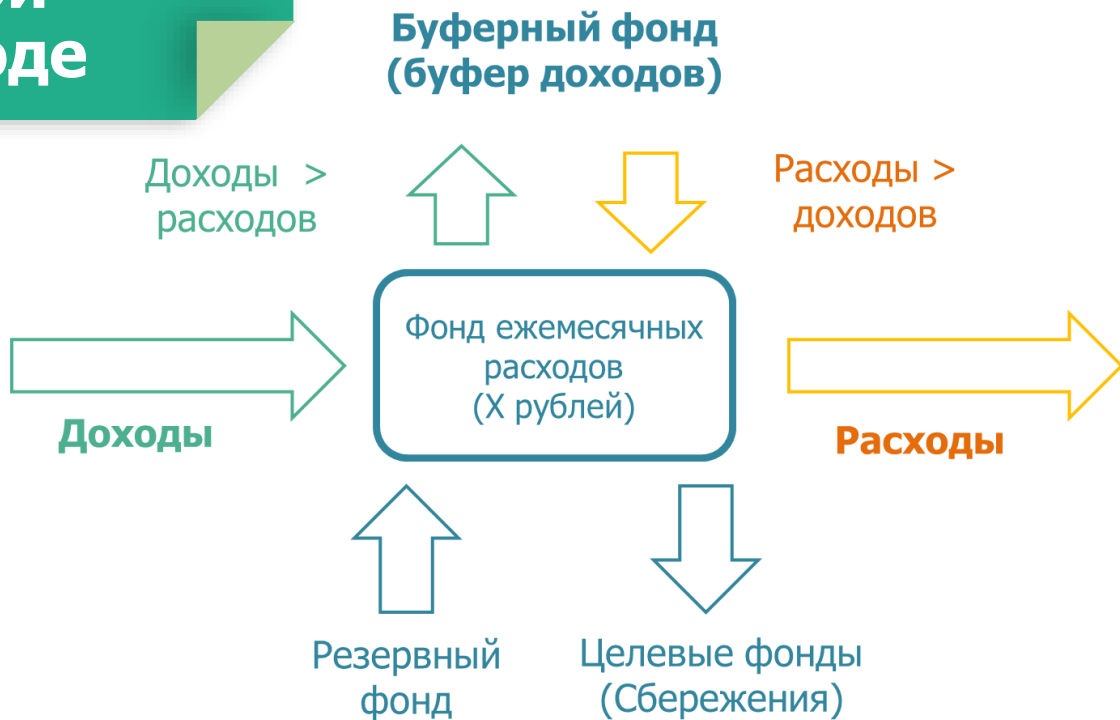 Буферный фонд
(буфер доходов)
Доходы >
расходов
Расходы >
доходов
Фонд ежемесячных
расходов
(X рублей)
Доходы
Расходы
Резервный
фонд
Целевые фонды
(Сбережения)